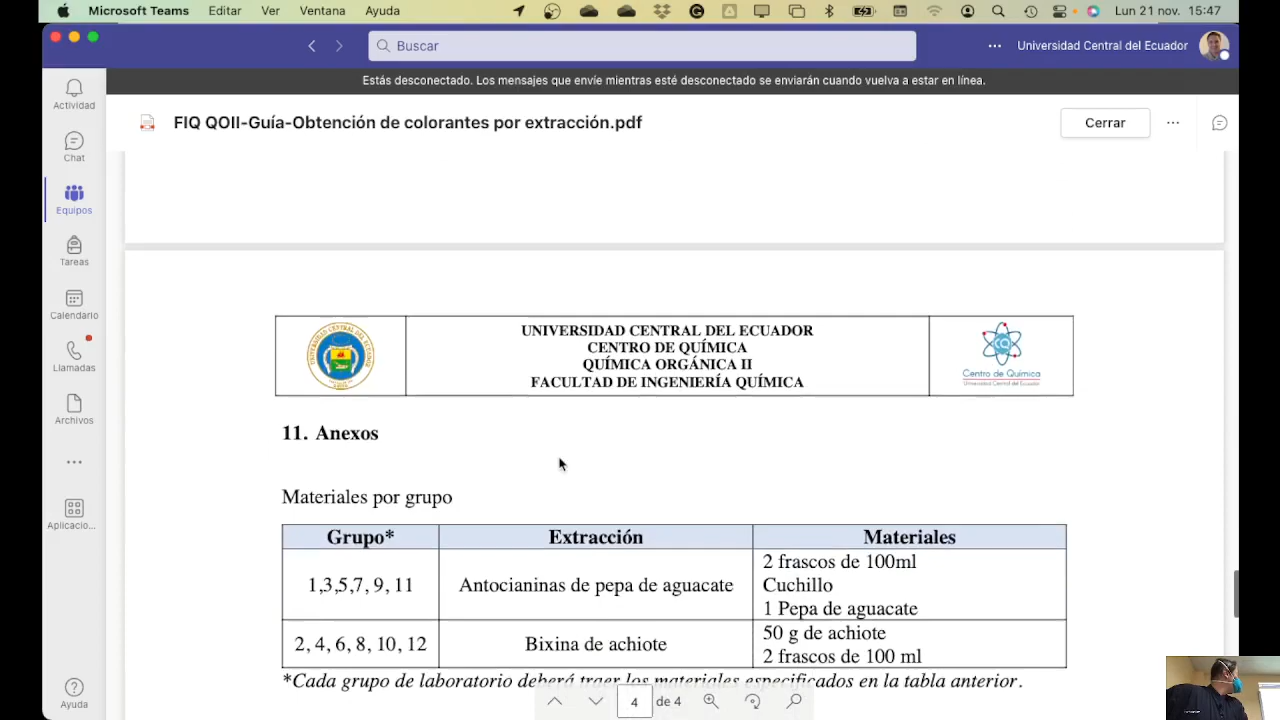 Microsoft Teams Editar Ver Ventana Ayuda Lun 21 nov. 15:47
Buscar
Universidad Central del Ecuador
Estás desconectado. Los mensajes que envíe mientras esté desconectado se enviarán cuando vuelva a estar en línea.
Actividad
Chat
Equipos
Tareas
Calendario
Llamadas
Archivos
Aplicacio...
Ayuda
FIQ QOII-Guía-Obtención de colorantes por extracción.pdf
Cerrar
UNIVERSIDAD CENTRAL DEL ECUADOR
CENTRO DE QUÍMICA
QUÍMICA ORGÁNICA II
FACULTAD DE INGENIERÍA QUÍMICA
CQ
Centro de Química
Universidad Central del Ecuador
11. Anexos
Materiales por grupo
Grupo* Extracción Materiales
1,3,5,7, 9, 11 Antocianinas de pepa de aguacate
2 frascos de 100ml
Cuchillo
1 Pepa de aguacate
2, 4, 6, 8, 10, 12 Bixina de achiote
50 g de achiote
2 frascos de 100 ml
*Cada grupo de laboratorio deberá traer los materiales especificados en la tabla anterior.
4 de 4